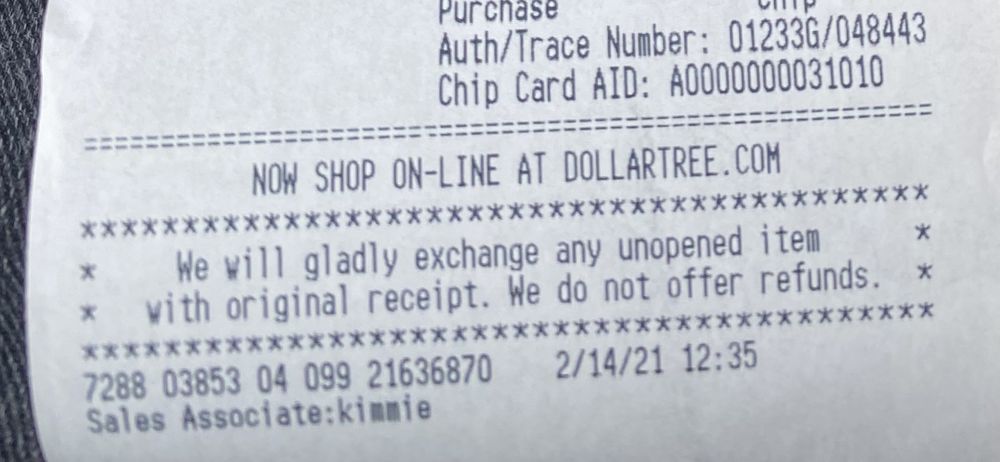 Purchase Chip
Auth/Trace Number: 01233G/048443
Chip Card AID: A0000000031010
==========================================
NOW SHOP ON-LINE AT DOLLARTREE.COM
******************************************
* We will gladly exchange any unopened item *
* with original receipt. We do not offer refunds. *
******************************************
7288 03853 04 099 21636870 2/14/21 12:35
Sales Associate:kimmie